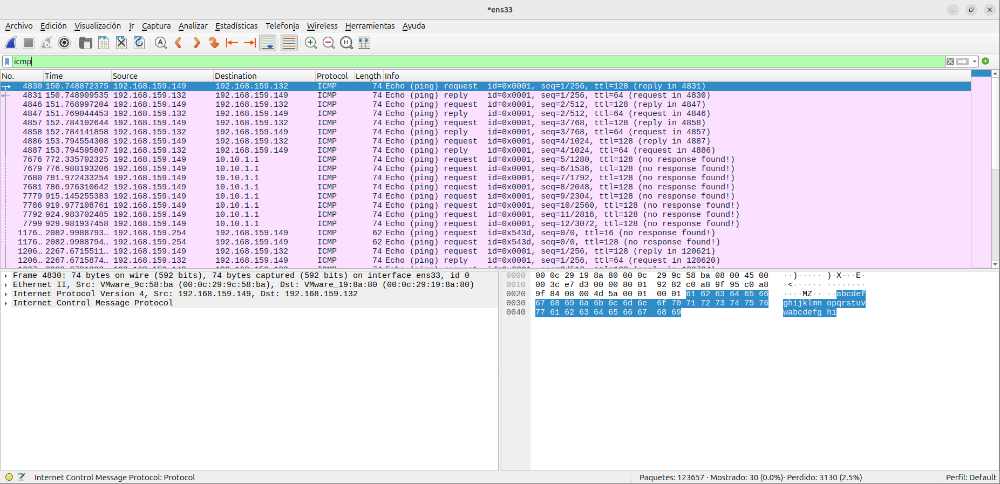 *ens33
Archivo Edición Visualización Ir Captura Analizar Estadísticas Telefonía Wireless Herramientas Ayuda
icmp
No. Time Source Destination Protocol Length Info
4830 150.748872375 192.168.159.149 192.168.159.132 ICMP 74 Echo (ping) request id=0x0001, seq=1/256, ttl=128 (reply in 4831)
4831 150.748909535 192.168.159.132 192.168.159.149 ICMP 74 Echo (ping) reply id=0x0001, seq=1/256, ttl=64 (request in 4830)
4846 151.768997204 192.168.159.149 192.168.159.132 ICMP 74 Echo (ping) request id=0x0001, seq=2/512, ttl=128 (reply in 4847)
4847 151.769044453 192.168.159.132 192.168.159.149 ICMP 74 Echo (ping) reply id=0x0001, seq=2/512, ttl=64 (request in 4846)
4857 152.784102644 192.168.159.149 192.168.159.132 ICMP 74 Echo (ping) request id=0x0001, seq=3/768, ttl=128 (reply in 4858)
4858 152.784141858 192.168.159.132 192.168.159.149 ICMP 74 Echo (ping) reply id=0x0001, seq=3/768, ttl=64 (request in 4857)
4886 153.794554308 192.168.159.149 192.168.159.132 ICMP 74 Echo (ping) request id=0x0001, seq=4/1024, ttl=128 (reply in 4887)
4887 153.794595807 192.168.159.132 192.168.159.149 ICMP 74 Echo (ping) reply id=0x0001, seq=4/1024, ttl=64 (request in 4886)
7676 772.335702325 192.168.159.149 10.10.1.1 ICMP 74 Echo (ping) request id=0x0001, seq=5/1280, ttl=128 (no response found!)
7679 776.988193206 192.168.159.149 10.10.1.1 ICMP 74 Echo (ping) request id=0x0001, seq=6/1536, ttl=128 (no response found!)
7680 781.972433254 192.168.159.149 10.10.1.1 ICMP 74 Echo (ping) request id=0x0001, seq=7/1792, ttl=128 (no response found!)
7681 786.976310642 192.168.159.149 10.10.1.1 ICMP 74 Echo (ping) request id=0x0001, seq=8/2048, ttl=128 (no response found!)
7779 915.145255383 192.168.159.149 10.10.1.1 ICMP 74 Echo (ping) request id=0x0001, seq=9/2304, ttl=128 (no response found!)
7786 919.977108761 192.168.159.149 10.10.1.1 ICMP 74 Echo (ping) request id=0x0001, seq=10/2560, ttl=128 (no response found!)
7792 924.983702485 192.168.159.149 10.10.1.1 ICMP 74 Echo (ping) request id=0x0001, seq=11/2816, ttl=128 (no response found!)
7799 929.981937458 192.168.159.149 10.10.1.1 ICMP 74 Echo (ping) request id=0x0001, seq=12/3072, ttl=128 (no response found!)
1176… 2082.9988793… 192.168.159.254 192.168.159.149 ICMP 62 Echo (ping) request id=0x543d, seq=0/0, ttl=16 (no response found!)
1176… 2082.9988794… 192.168.159.254 192.168.159.149 ICMP 62 Echo (ping) request id=0x543d, seq=0/0, ttl=128 (no response found!)
1206… 2267.6715511… 192.168.159.149 192.168.159.132 ICMP 74 Echo (ping) request id=0x0001, seq=1/256, ttl=128 (reply in 120621)
1206… 2267.6715874… 192.168.159.132 192.168.159.149 ICMP 74 Echo (ping) reply id=0x0001, seq=1/256, ttl=64 (request in 120620)
Frame 4830: 74 bytes on wire (592 bits), 74 bytes captured (592 bits) on interface ens33, id 0
Ethernet II, Src: VMware_9c:58:ba (00:0c:29:9c:58:ba), Dst: VMware_19:8a:80 (00:0c:29:19:8a:80)
Internet Protocol Version 4, Src: 192.168.159.149, Dst: 192.168.159.132
Internet Control Message Protocol
0000 00 0c 29 19 8a 80 00 0c 29 9c 58 ba 08 00 45 00 ··)····· )·X···E·
0010 00 3c e7 d3 00 00 80 01 92 82 c0 a8 9f 95 c0 a8 ·<······ ········
0020 9f 84 08 00 4d 5a 00 01 00 01 61 62 63 64 65 66 ····MZ·· ··abcdef
0030 67 68 69 6a 6b 6c 6d 6e 6f 70 71 72 73 74 75 76 ghijklmn opqrstuv
0040 77 61 62 63 64 65 66 67 68 69 wabcdefg hi
Internet Control Message Protocol: Protocol
Paquetes: 123657 · Mostrado: 30 (0.0%)· Perdido: 3130 (2.5%)
Perfil: Default